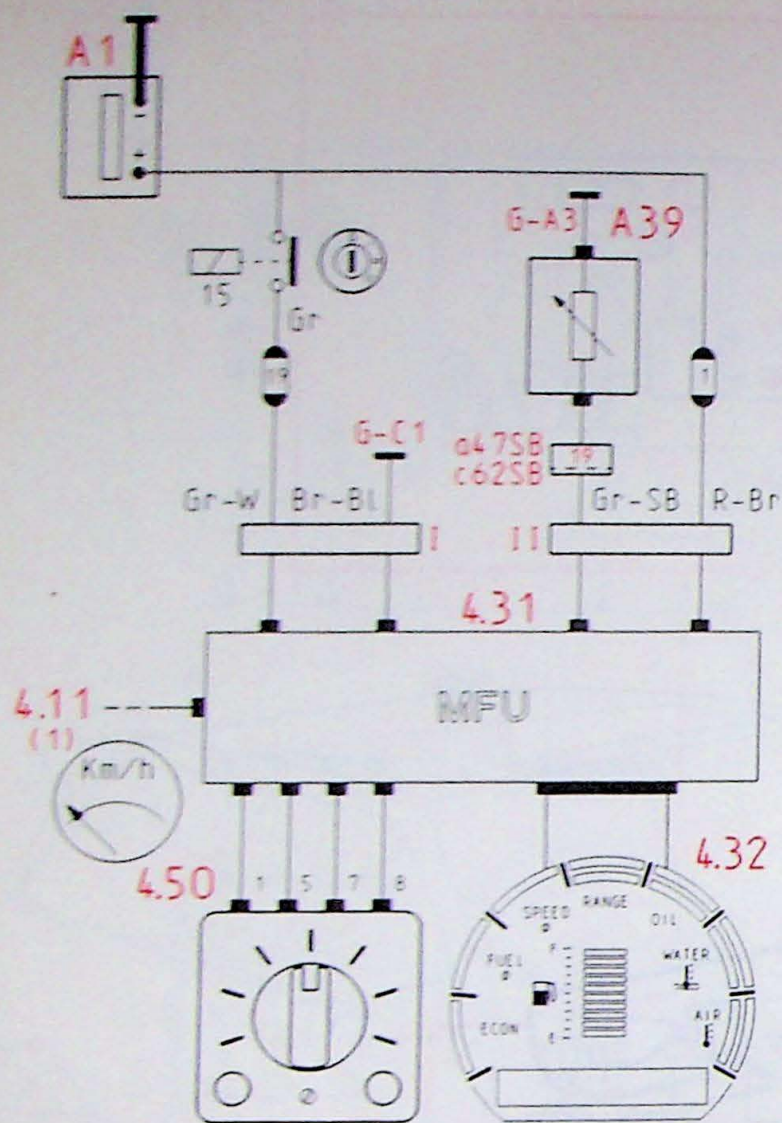 A1
-
+
G-A3
A39
15
Gr
19
1
G-C1
a47SB
19
c62SB
Gr-W
Br-BL
I
II
Gr-SB
R-Br
4.31
MFU
4.11
(1)
Km/h
4.50
1
5
7
8
4.32
SPEED
RANGE
OIL
FUEL
F
WATER
ECON
E
AIR